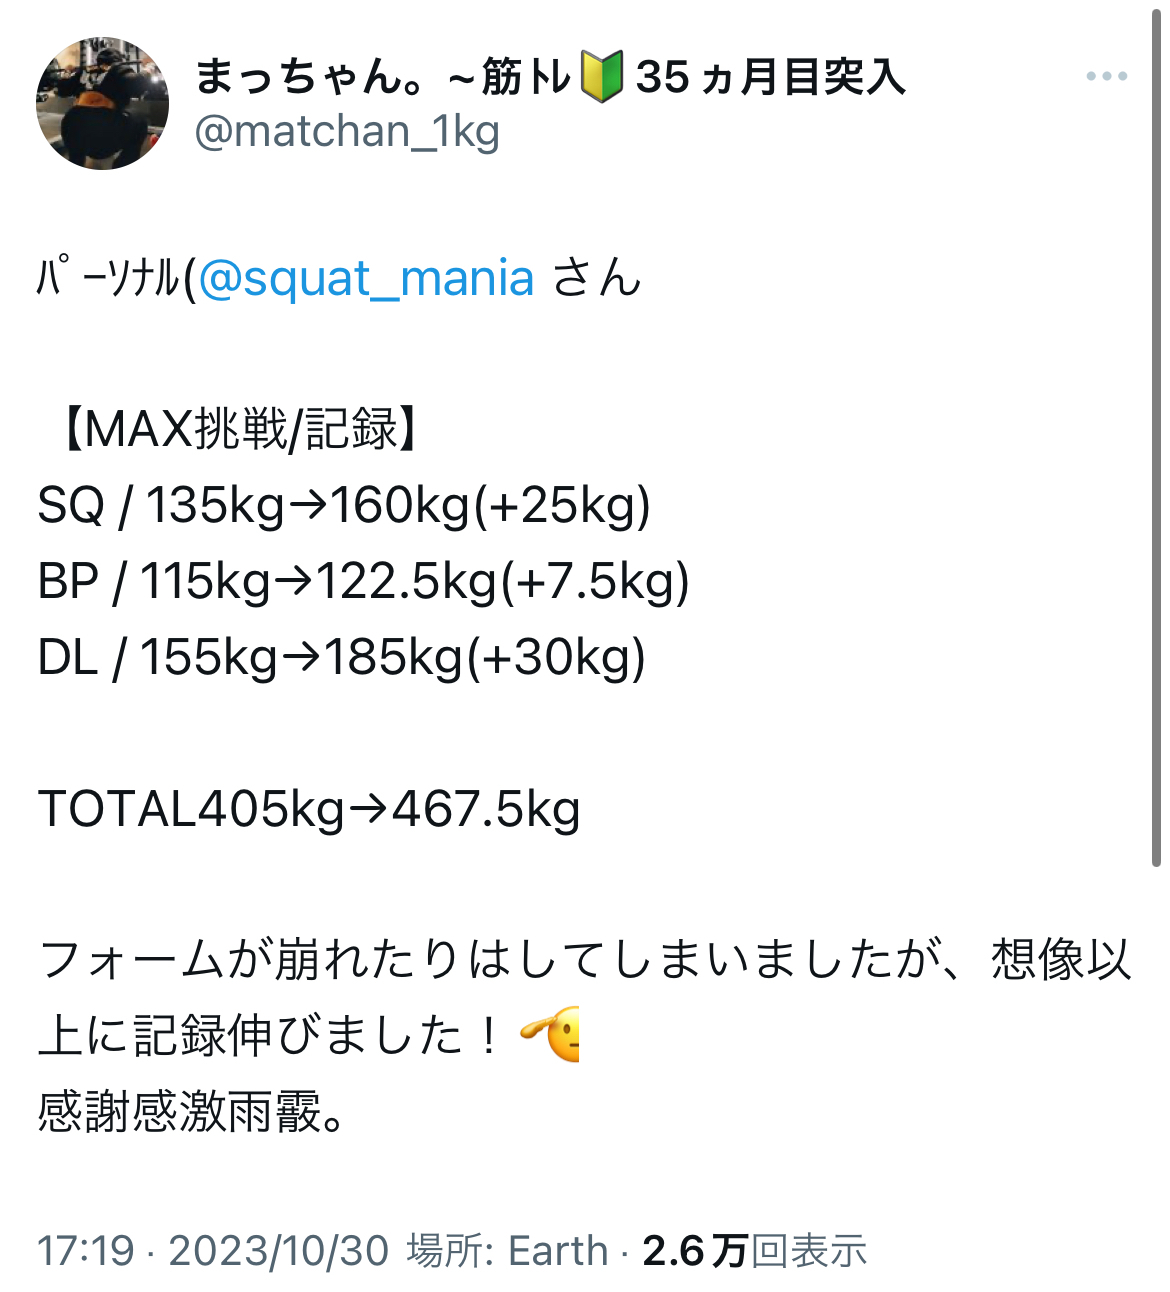 まっちゃん。~筋ﾄﾚ🔰35ヵ月目突入
@matchan_1kg
ﾊﾟｰｿﾅﾙ(@squat_mania さん
【MAX挑戦/記録】
SQ / 135kg→160kg(+25kg)
BP / 115kg→122.5kg(+7.5kg)
DL / 155kg→185kg(+30kg)
TOTAL405kg→467.5kg
フォームが崩れたりはしてしまいましたが、想像以
上に記録伸びました！🫡
感謝感激雨霰。
17:19 · 2023/10/30 場所: Earth · 2.6万回表示